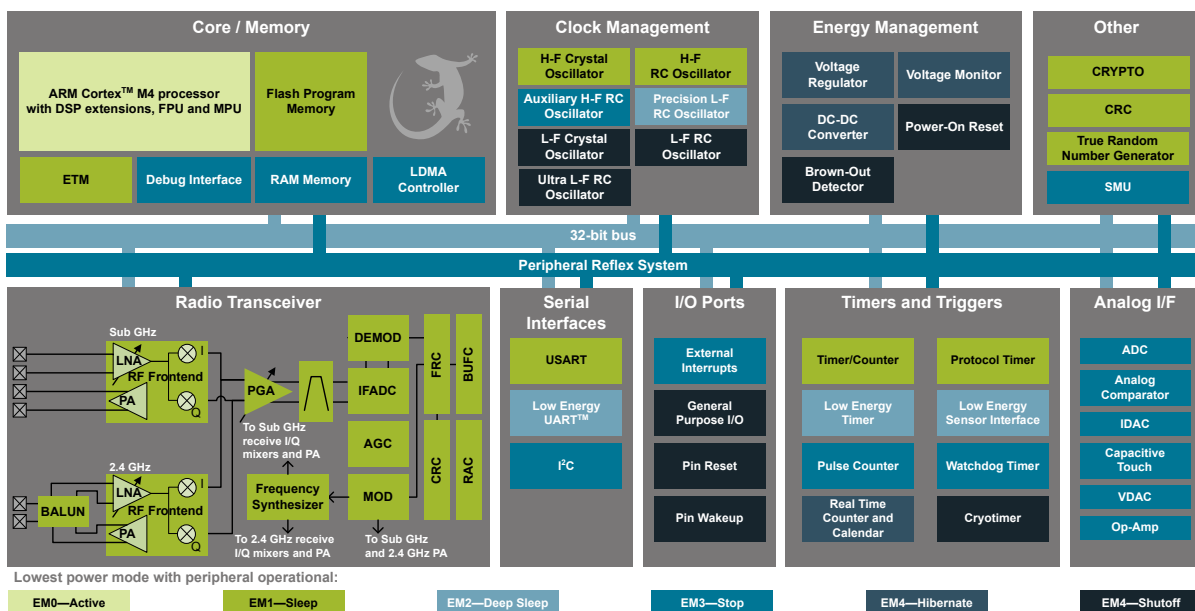 Core / Memory
ARM Cortex™ M4 processor
with DSP extensions, FPU and MPU
Flash Program
Memory
ETM
Debug Interface
RAM Memory
LDMA
Controller
Clock Management
H-F Crystal
Oscillator
H-F
RC Oscillator
Auxiliary H-F RC
Oscillator
Precision L-F
RC Oscillator
L-F Crystal
Oscillator
L-F RC
Oscillator
Ultra L-F RC
Oscillator
Energy Management
Voltage
Regulator
Voltage Monitor
DC-DC
Converter
Power-On Reset
Brown-Out
Detector
Other
CRYPTO
CRC
True Random
Number Generator
SMU
32-bit bus
Peripheral Reflex System
Radio Transceiver
Sub GHz
LNA
RF Frontend
PA
I
Q
PGA
To Sub GHz
receive I/Q
mixers and PA
DEMOD
IFADC
AGC
MOD
FRC
BUFC
CRC
RAC
2.4 GHz
BALUN
LNA
RF Frontend
PA
I
Q
Frequency
Synthesizer
To 2.4 GHz receive
I/Q mixers and PA
To Sub GHz
and 2.4 GHz PA
Serial
Interfaces
USART
Low Energy
UART™
I²C
I/O Ports
External
Interrupts
General
Purpose I/O
Pin Reset
Pin Wakeup
Timers and Triggers
Timer/Counter
Protocol Timer
Low Energy
Timer
Low Energy
Sensor Interface
Pulse Counter
Watchdog Timer
Real Time
Counter and
Calendar
Cryotimer
Analog I/F
ADC
Analog
Comparator
IDAC
Capacitive
Touch
VDAC
Op-Amp
Lowest power mode with peripheral operational:
EM0—Active
EM1—Sleep
EM2—Deep Sleep
EM3—Stop
EM4—Hibernate
EM4—Shutoff